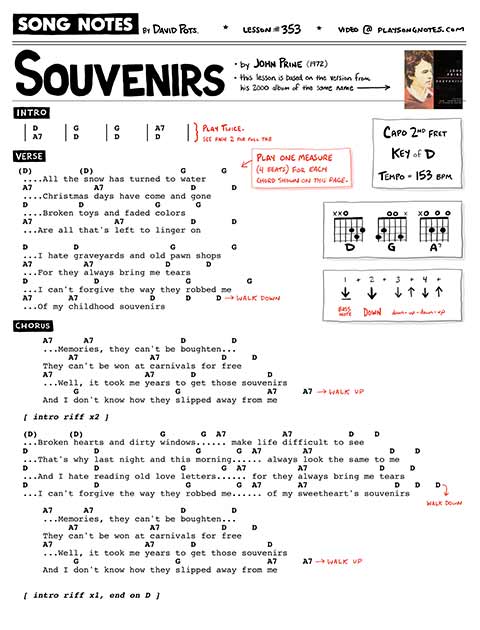 SONG NOTES BY DAVID POTS. * LESSON #353 * VIDEO @ PLAYSONGNOTES.COM
SOUVENIRS
• by JOHN PRINE (1972)
• this lesson is based on the version from
his 2000 album of the same name
INTRO
| D | G | G | A7 |
A7 D D D
PLAY TWICE.
VERSE
PLAY ONE MEASURE
(4 BEATS) FOR EACH
CHORD SHOWN ON THIS PAGE.
CAPO 2ND FRET
KEY OF D
TEMPO = 153 BPM
(D) (D) G G
....All the snow has turned to water
A7 A7 D D
....Christmas days have come and gone
D D G G
....Broken toys and faded colors
A7 A7 D D
...Are all that's left to linger on
XXO OO X XO O O
D G A7
D D G G
...I hate graveyards and old pawn shops
A7 A7 D D
...For they always bring me tears
D D G G
...I can't forgive the way they robbed me
A7 A7 D D D → WALK DOWN
...Of my childhood souvenirs
1 + 2 + 3 + 4 +
BASS
NOTE
DOWN
down-up-down-up
CHORUS
A7 A7 D D
...Memories, they can't be boughten...
A7 A7 D D
They can't be won at carnivals for free
A7 A7 D D
...Well, it took me years to get those souvenirs
G G A7 A7 → WALK UP
And I don't know how they slipped away from me
[ intro riff x2 ]
(D) (D) G G A7 A7 D D
...Broken hearts and dirty windows..... make life difficult to see
D D G G A7 A7 D D
...That's why last night and this morning...... always look the same to me
D D G G A7 A7 D D
...And I hate reading old love letters...... for they always bring me tears
D D G G A7 A7 D D D
...I can't forgive the way they robbed me...... of my sweetheart's souvenirs
WALK DOWN
A7 A7 D D
...Memories, they can't be boughten...
A7 A7 D D
They can't be won at carnivals for free
A7 A7 D D
...Well, it took me years to get those souvenirs
G G A7 A7 → WALK UP
And I don't know how they slipped away from me
[ intro riff x1, end on D ]